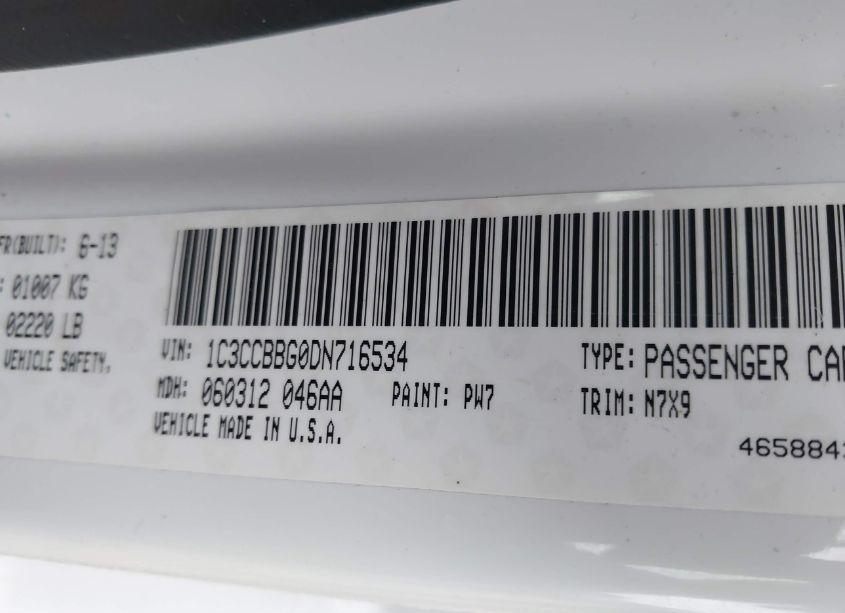 FR(BUILT): 6-13
: 01007 KG
02220 LB
VEHICLE SAFETY.
VIN: 1C3CCBBG0DN716534
TYPE: PASSENGER CAR
MDH: 060312 046AA
PAINT: PW7
TRIM: N7X9
VEHICLE MADE IN U.S.A.
465884